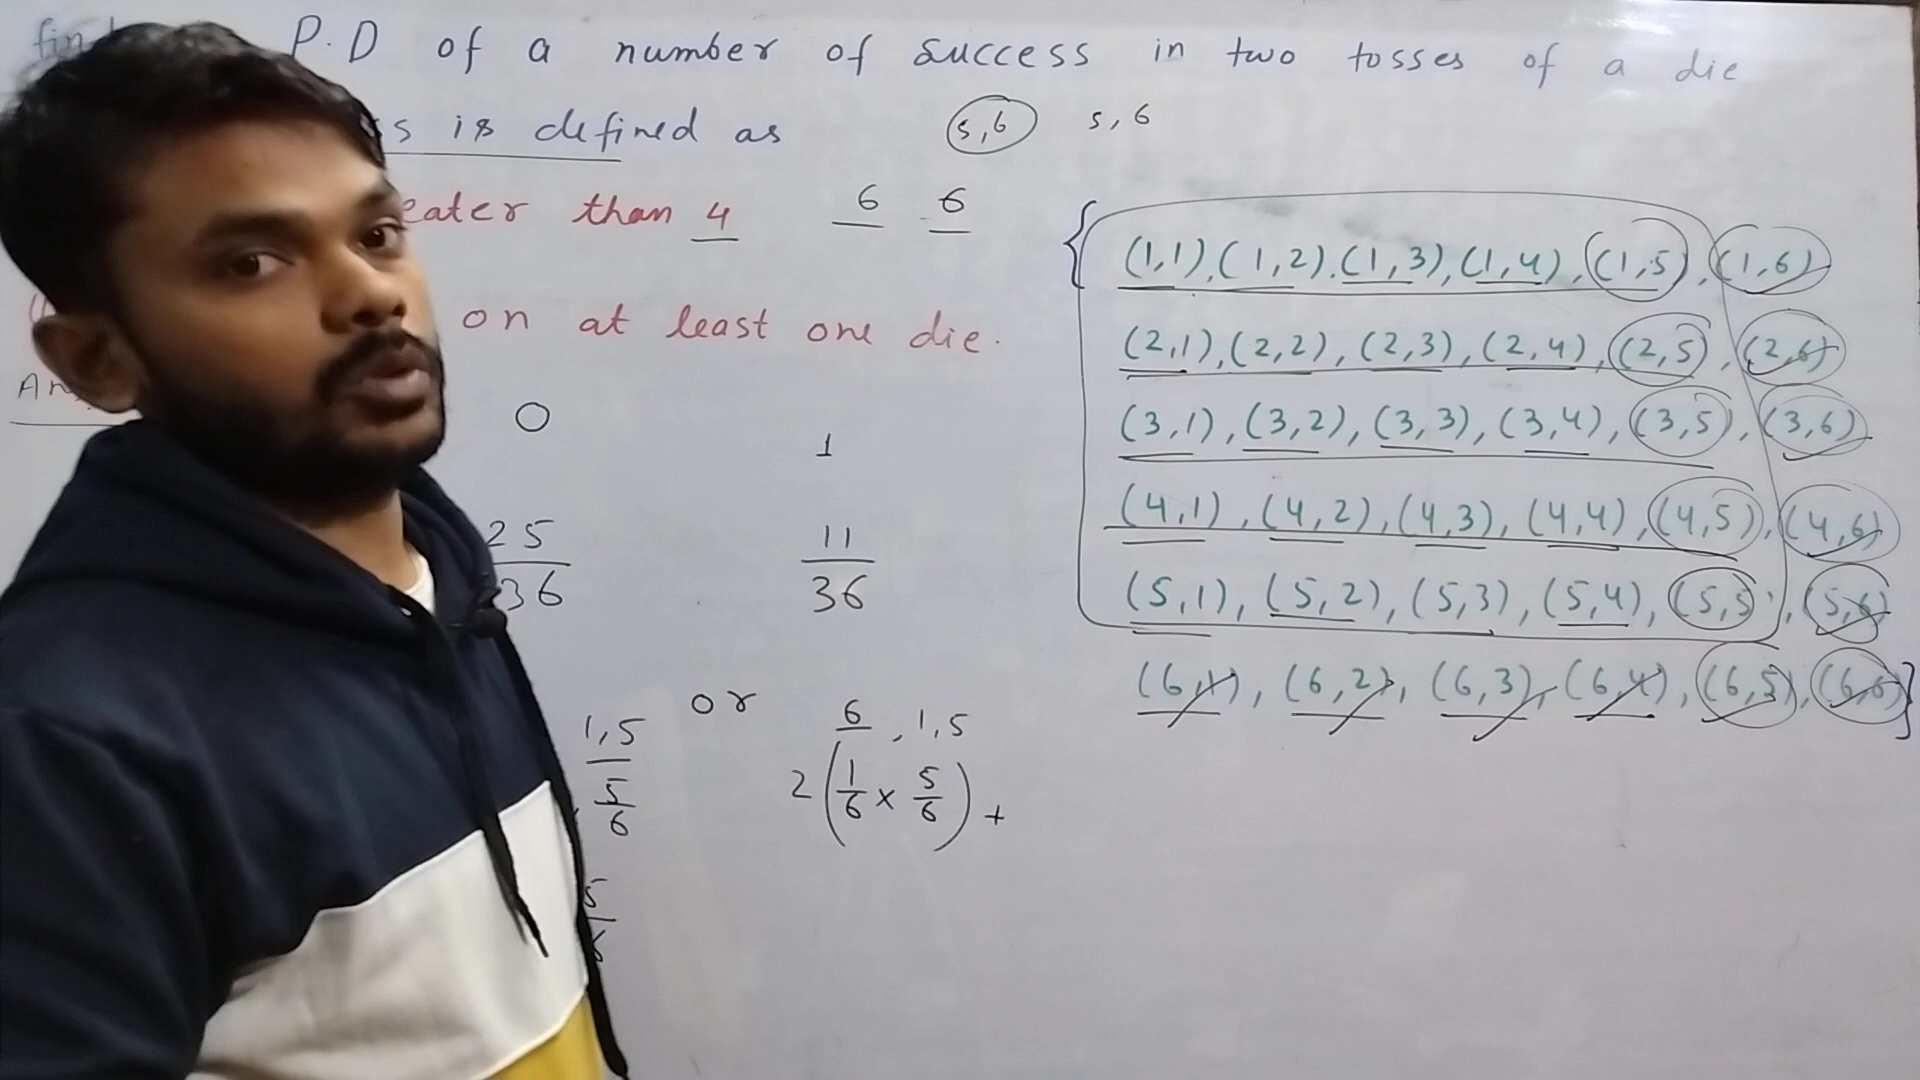 find P.D of a number of success in two tosses of a die
s is defined as (5,6) 5,6
eater than 4 6 6
on at least one die.
An
0 1
25/36 11/36
1,5 or 6, 1,5
5/6 2(1/6 × 5/6) +
{(1,1),(1,2).(1,3),(1,4),(1,5),(1,6)
(2,1),(2,2),(2,3),(2,4),(2,5),(2,6)
(3,1),(3,2),(3,3),(3,4),(3,5),(3,6)
(4,1),(4,2),(4,3),(4,4),(4,5),(4,6)
(5,1),(5,2),(5,3),(5,4),(5,5),(5,6)
(6,1),(6,2),(6,3),(6,4),(6,5),(6,6)}